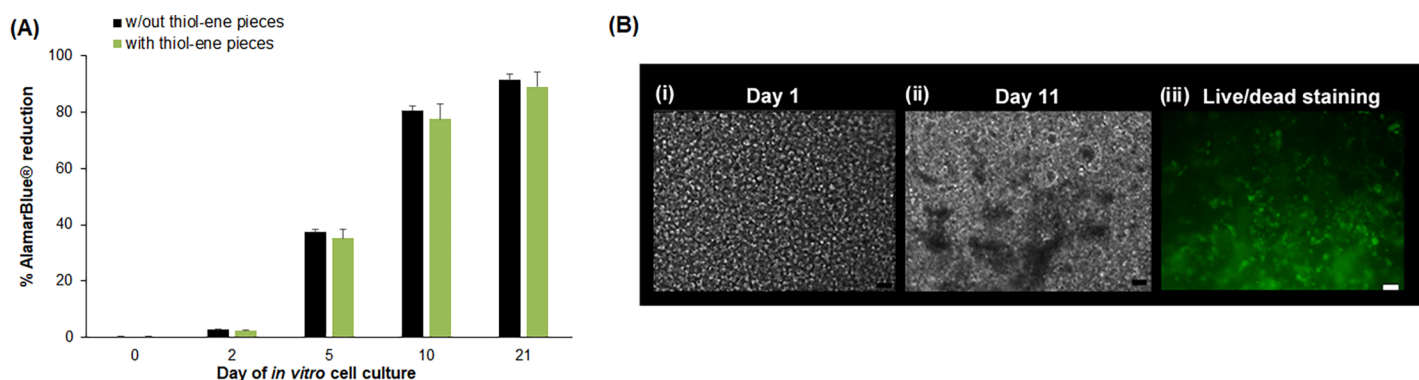 (A)
w/out thiol-ene pieces
with thiol-ene pieces
% AlamarBlue® reduction
100
80
60
40
20
0
0 2 5 10 21
Day of in vitro cell culture
(B)
(i) Day 1
(ii) Day 11
(iii) Live/dead staining